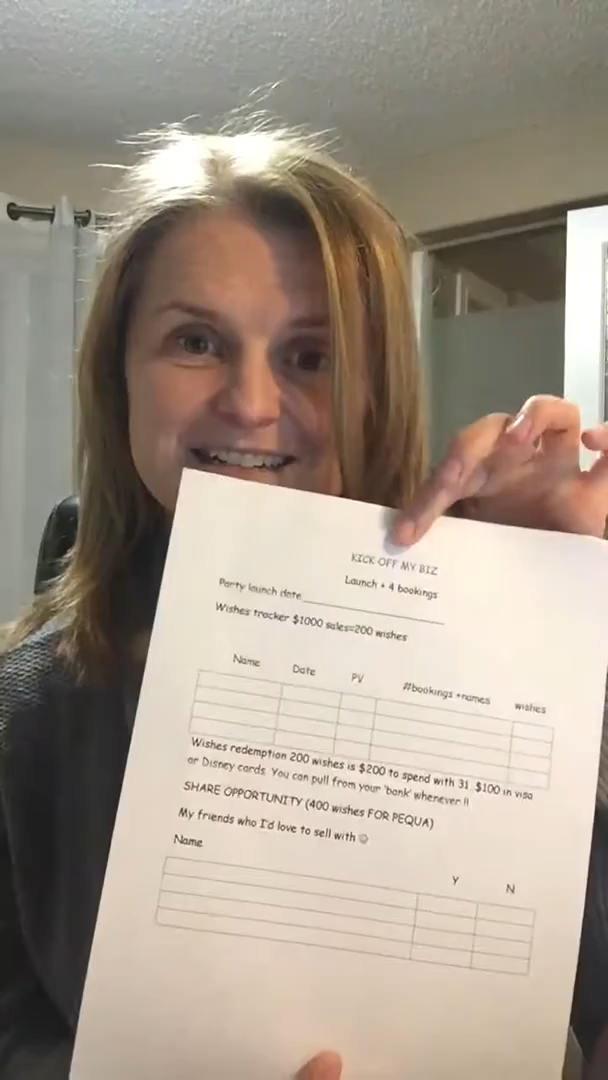 KICK OFF MY BIZ
Launch + 4 bookings
Party launch date
Wishes tracker $1000 sales=200 wishes
Name Date PV #bookings +names wishes
Wishes redemption 200 wishes is $200 to spend with 31, $100 in visa
or Disney cards. You can pull from your 'bank' whenever !!
SHARE OPPORTUNITY (400 wishes FOR PEQUA)
My friends who I'd love to sell with ☺
Name Y N